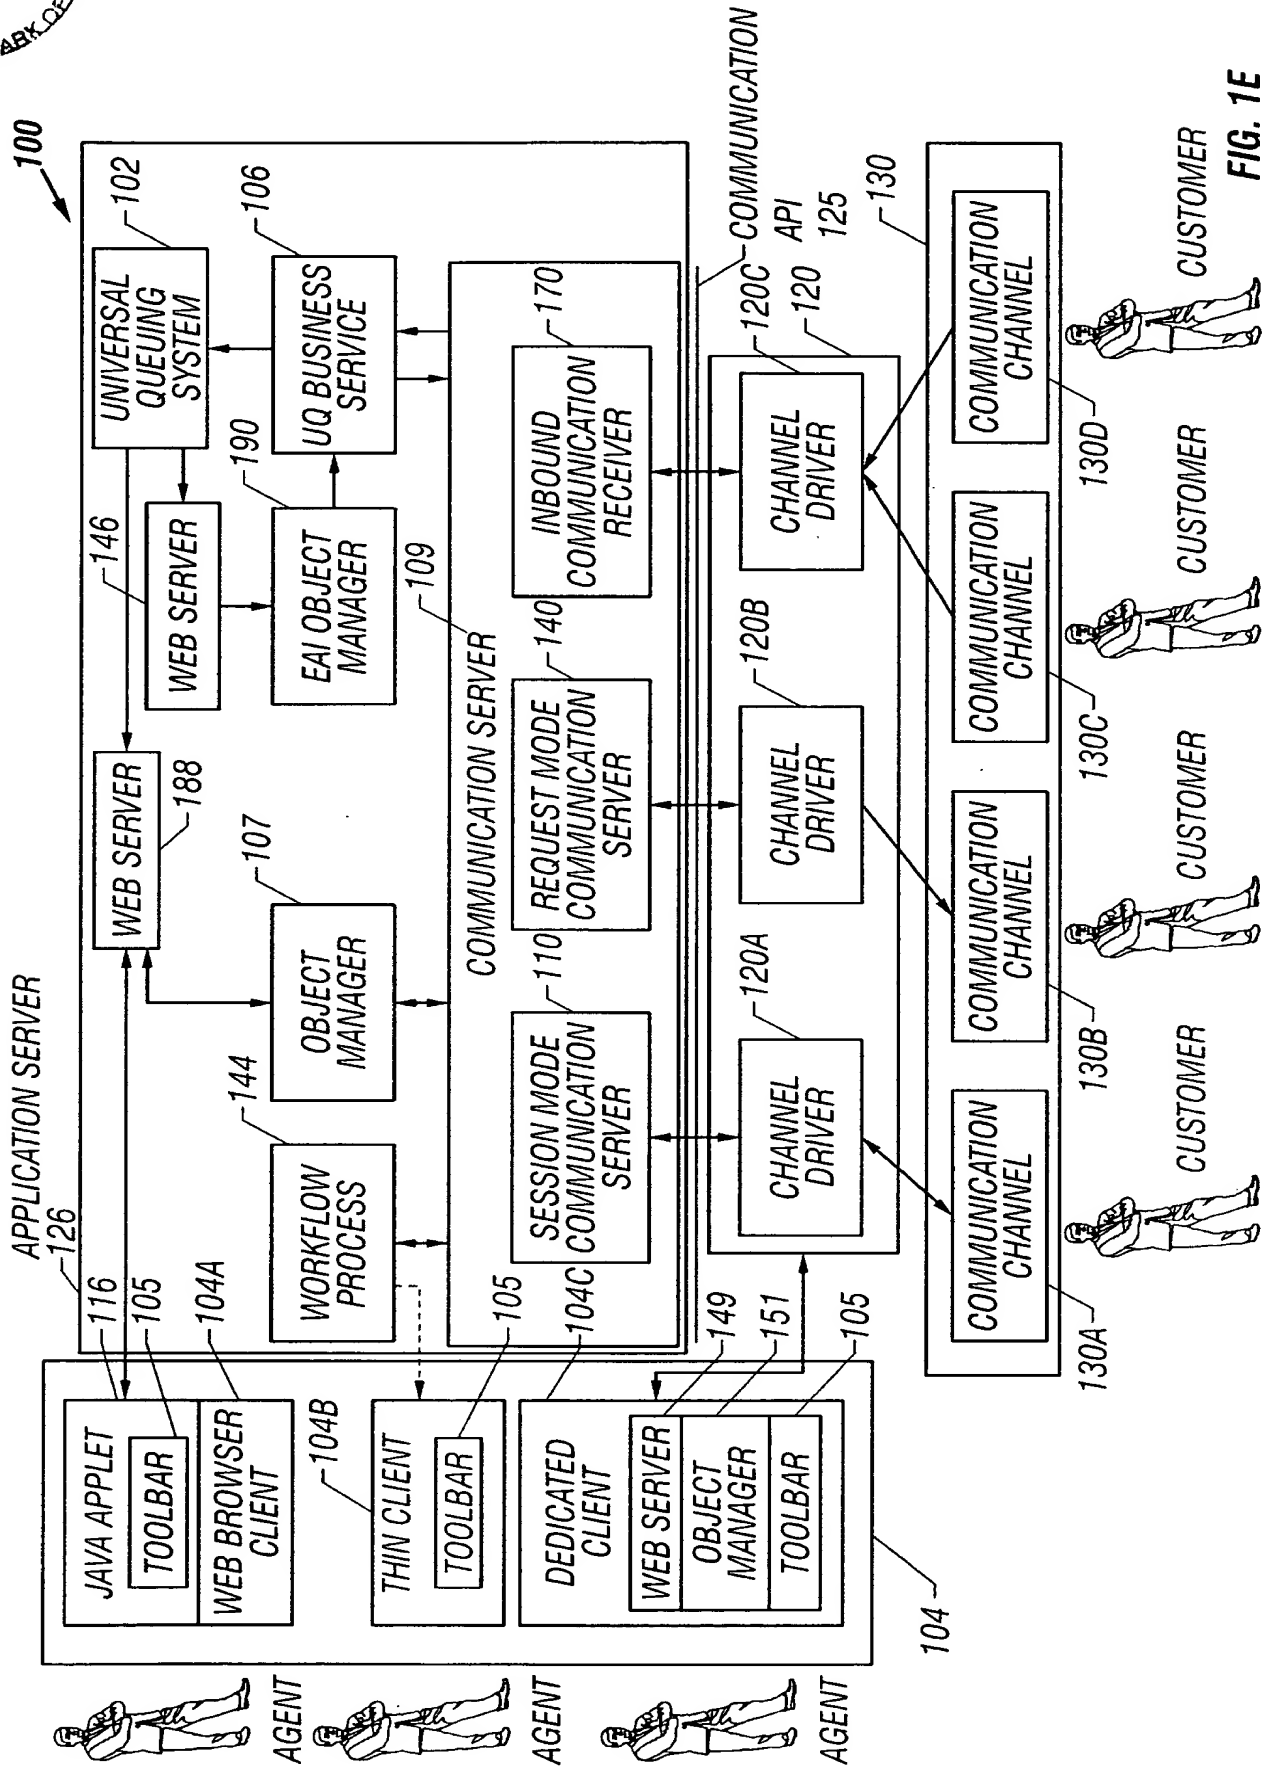 ARK OF
100
APPLICATION SERVER
126
UNIVERSAL
QUEUING
SYSTEM
102
146
WEB SERVER
188
WEB SERVER
EAI OBJECT
MANAGER
190
UQ BUSINESS
SERVICE
106
OBJECT
MANAGER
107
WORKFLOW
PROCESS
144
COMMUNICATION SERVER
109
SESSION MODE
COMMUNICATION
SERVER
110
REQUEST MODE
COMMUNICATION
SERVER
140
INBOUND
COMMUNICATION
RECEIVER
170
JAVA APPLET
116
TOOLBAR
105
WEB BROWSER
CLIENT
104A
THIN CLIENT
104B
TOOLBAR
105
DEDICATED
CLIENT
104C
WEB SERVER
149
OBJECT
MANAGER
151
TOOLBAR
105
104
AGENT
AGENT
AGENT
COMMUNICATION
API
125
CHANNEL
DRIVER
120A
CHANNEL
DRIVER
120B
CHANNEL
DRIVER
120C
120
130
COMMUNICATION
CHANNEL
130A
COMMUNICATION
CHANNEL
130B
COMMUNICATION
CHANNEL
130C
COMMUNICATION
CHANNEL
130D
CUSTOMER
CUSTOMER
CUSTOMER
CUSTOMER
FIG. 1E